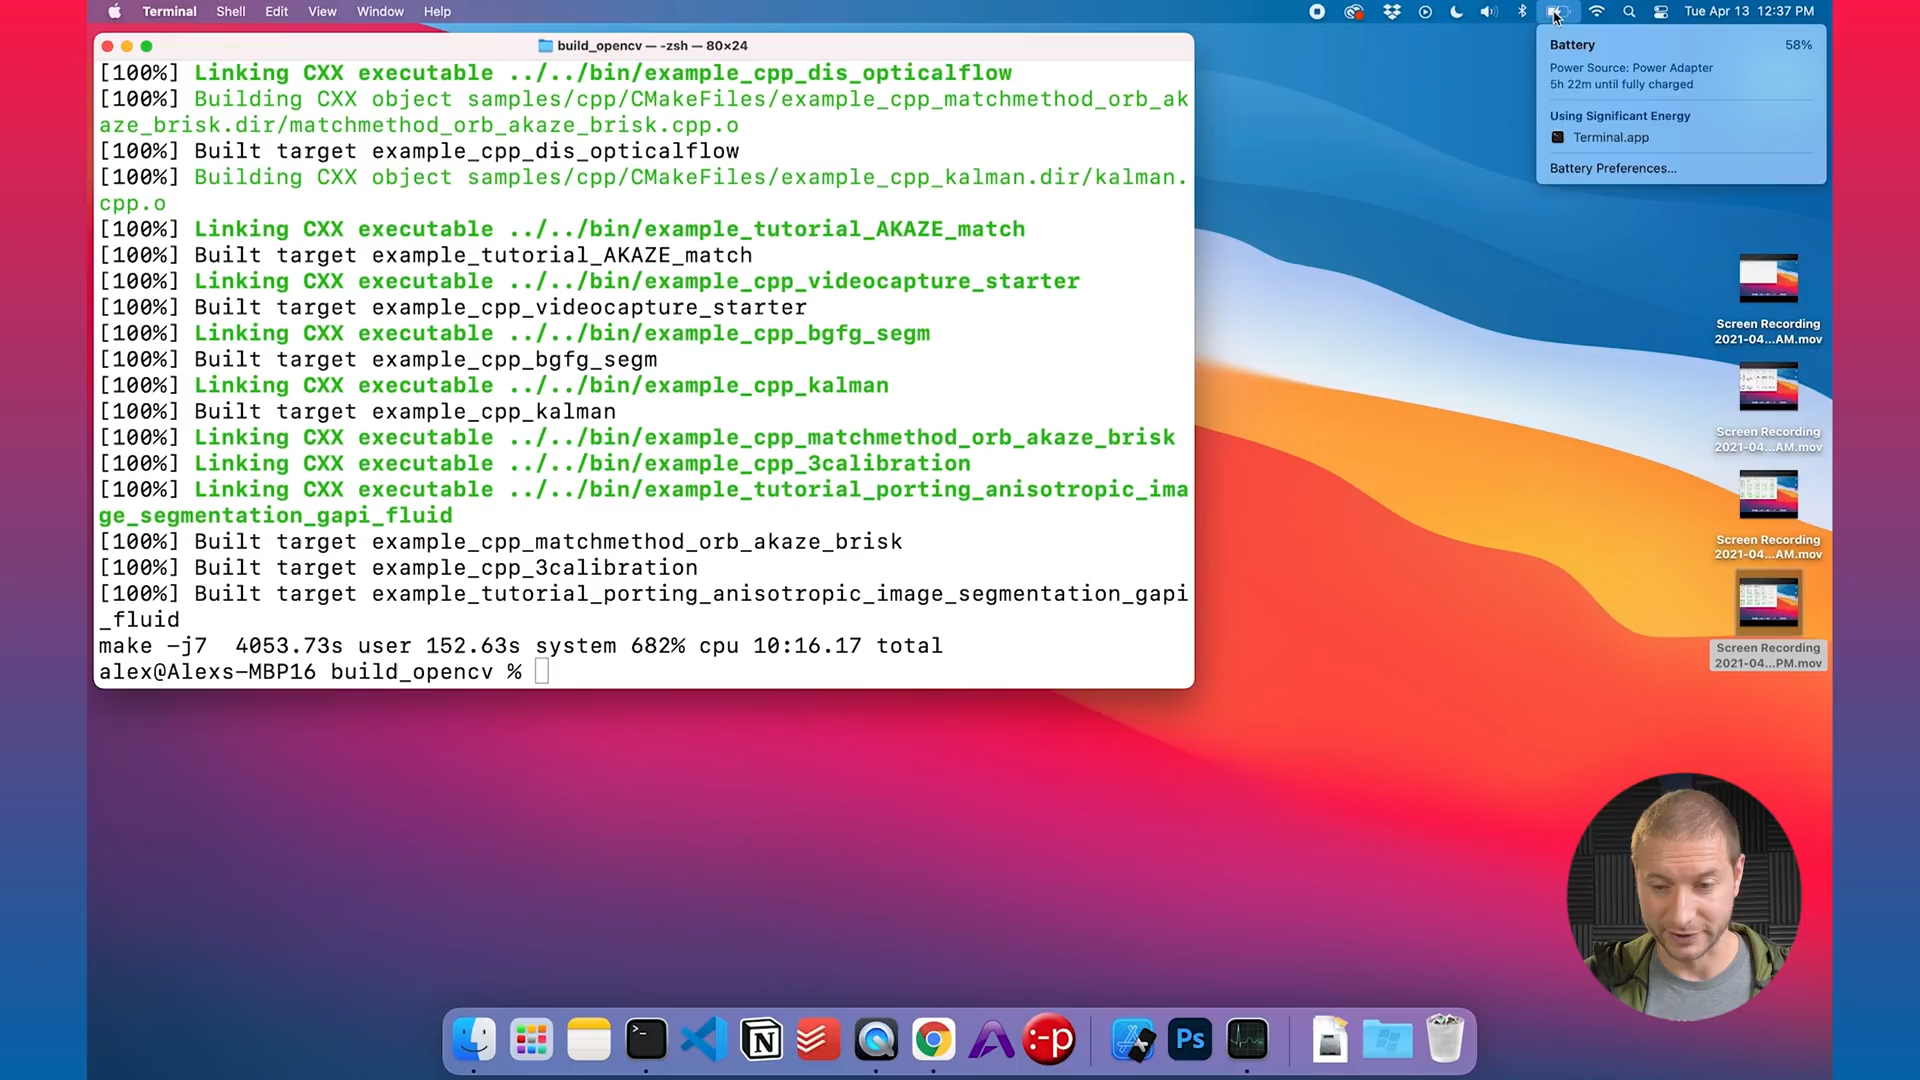 Terminal Shell Edit View Window Help Tue Apr 13 12:37 PM
build_opencv — -zsh — 80×24
[100%] Linking CXX executable ../../bin/example_cpp_dis_opticalflow
[100%] Building CXX object samples/cpp/CMakeFiles/example_cpp_matchmethod_orb_ak
aze_brisk.dir/matchmethod_orb_akaze_brisk.cpp.o
[100%] Built target example_cpp_dis_opticalflow
[100%] Building CXX object samples/cpp/CMakeFiles/example_cpp_kalman.dir/kalman.
cpp.o
[100%] Linking CXX executable ../../bin/example_tutorial_AKAZE_match
[100%] Built target example_tutorial_AKAZE_match
[100%] Linking CXX executable ../../bin/example_cpp_videocapture_starter
[100%] Built target example_cpp_videocapture_starter
[100%] Linking CXX executable ../../bin/example_cpp_bgfg_segm
[100%] Built target example_cpp_bgfg_segm
[100%] Linking CXX executable ../../bin/example_cpp_kalman
[100%] Built target example_cpp_kalman
[100%] Linking CXX executable ../../bin/example_cpp_matchmethod_orb_akaze_brisk
[100%] Linking CXX executable ../../bin/example_cpp_3calibration
[100%] Linking CXX executable ../../bin/example_tutorial_porting_anisotropic_ima
ge_segmentation_gapi_fluid
[100%] Built target example_cpp_matchmethod_orb_akaze_brisk
[100%] Built target example_cpp_3calibration
[100%] Built target example_tutorial_porting_anisotropic_image_segmentation_gapi
_fluid
make -j7  4053.73s user 152.63s system 682% cpu 10:16.17 total
alex@Alexs-MBP16 build_opencv %
Battery 58%
Power Source: Power Adapter
5h 22m until fully charged
Using Significant Energy
Terminal.app
Battery Preferences...
Screen Recording
2021-04...AM.mov
Screen Recording
2021-04...AM.mov
Screen Recording
2021-04...AM.mov
Screen Recording
2021-04...PM.mov
>_
N
:-p
Ps